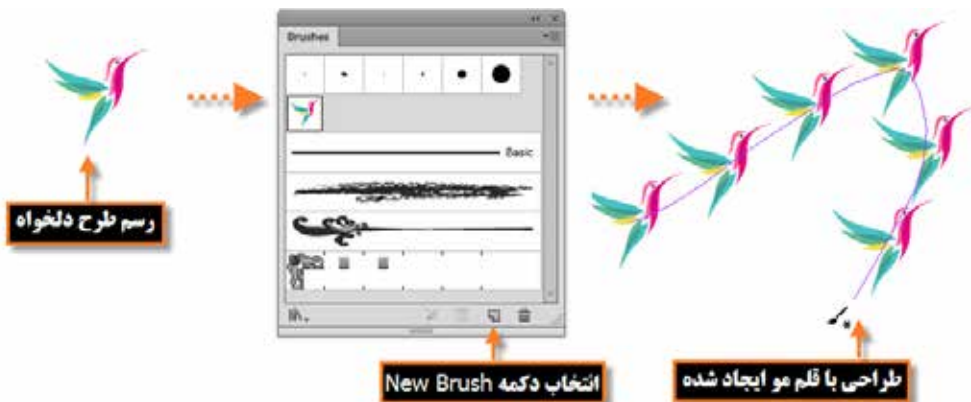 Brushes
Basic
رسم طرح دلخواه
انتخاب دکمه New Brush
طراحی با قلم مو ایجاد شده